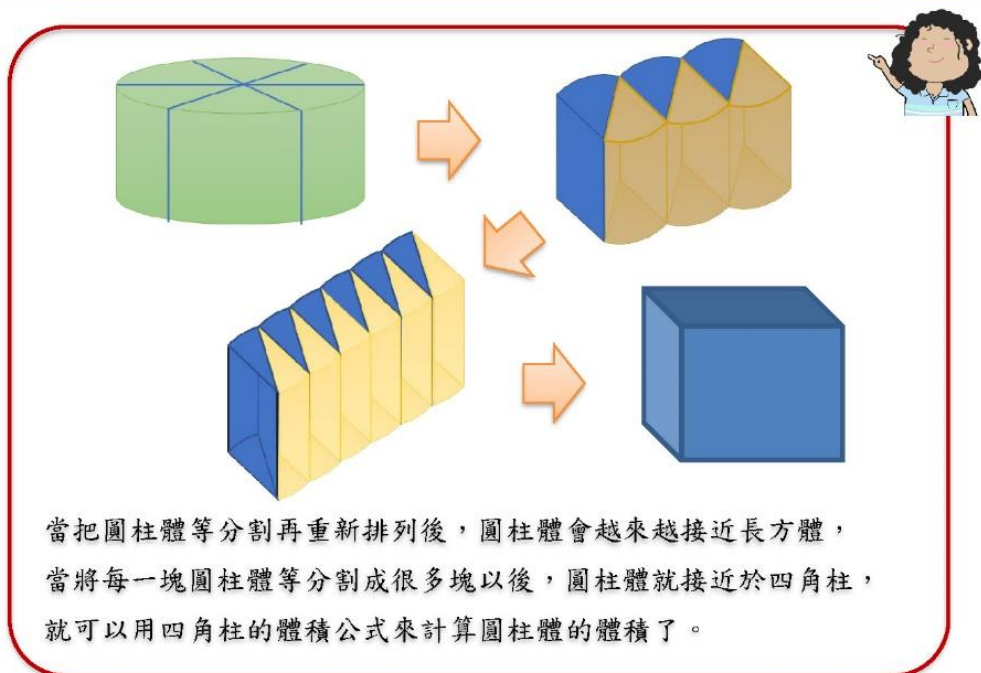 當把圓柱體等分割再重新排列後，圓柱體會越來越接近長方體，
當將每一塊圓柱體等分割成很多塊以後，圓柱體就接近於四角柱，
就可以用四角柱的體積公式來計算圓柱體的體積了。